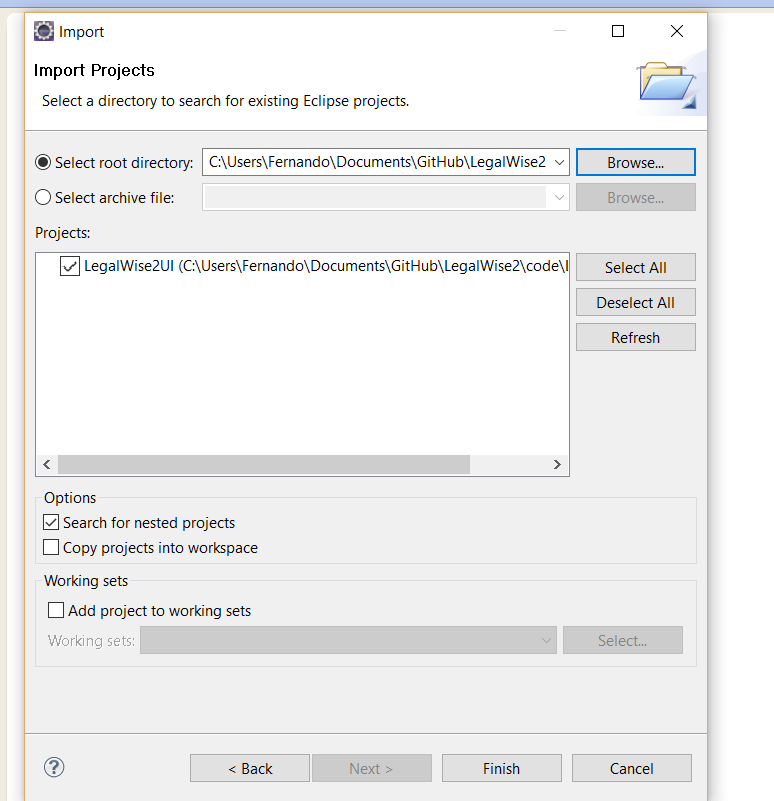 Import
Import Projects
Select a directory to search for existing Eclipse projects.
Select root directory: C:\Users\Fernando\Documents\GitHub\LegalWise2 Browse...
Select archive file: Browse...
Projects:
LegalWise2UI (C:\Users\Fernando\Documents\GitHub\LegalWise2\code\
Select All
Deselect All
Refresh
Options
Search for nested projects
Copy projects into workspace
Working sets
Add project to working sets
Working sets: Select...
? < Back Next > Finish Cancel